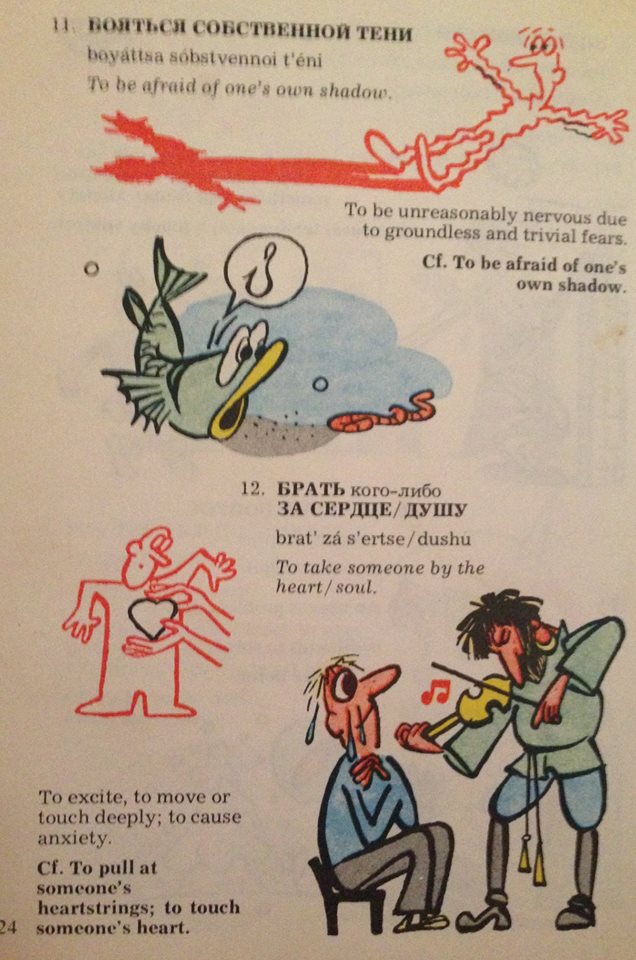 11. БОЯТЬСЯ СОБСТВЕННОЙ ТЕНИ
boyáttsa sóbstvennoi t'éni
To be afraid of one's own shadow.
To be unreasonably nervous due
to groundless and trivial fears.
Cf. To be afraid of one's
own shadow.
12. БРАТЬ кого-либо
ЗА СЕРДЦЕ/ДУШУ
brat' zá s'ertse/dushu
To take someone by the
heart/soul.
To excite, to move or
touch deeply; to cause
anxiety.
Cf. To pull at
someone's
heartstrings; to touch
someone's heart.
24